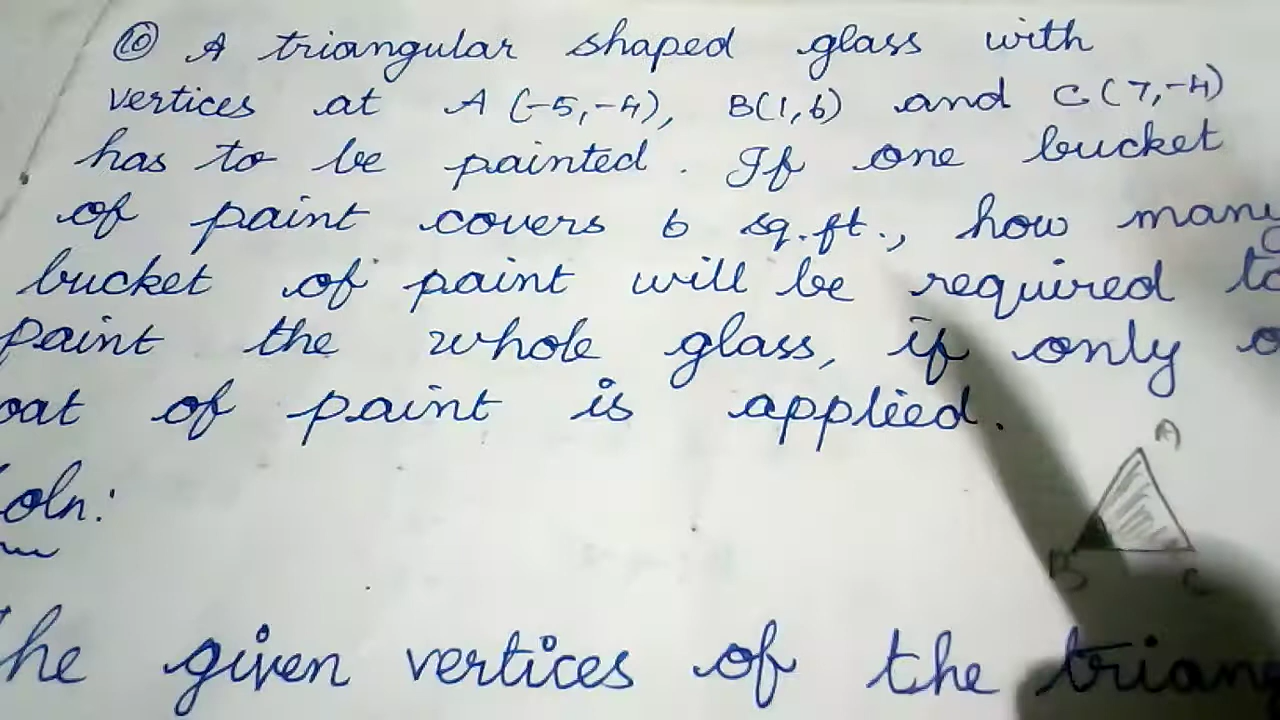 ⑩ A triangular shaped glass with
vertices at A (-5,-4), B(1,6) and C(7,-4)
has to be painted. If one bucket
of paint covers 6 sq.ft., how many
bucket of paint will be required to
paint the whole glass, if only o
oat of paint is applied.
A
oln:
B C
he given vertices of the triang